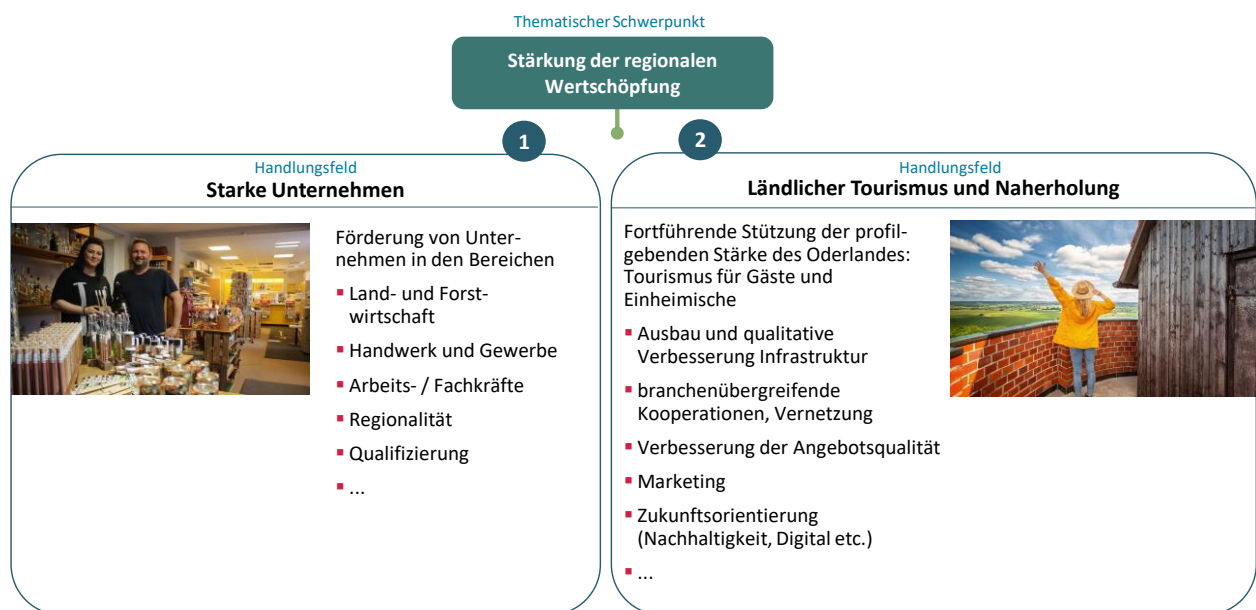 Thematischer Schwerpunkt
Stärkung der regionalen
Wertschöpfung
1
Handlungsfeld
Starke Unternehmen
Förderung von Unter-
nehmen in den Bereichen
▪ Land- und Forst-
wirtschaft
▪ Handwerk und Gewerbe
▪ Arbeits- / Fachkräfte
▪ Regionalität
▪ Qualifizierung
▪ ...
2
Handlungsfeld
Ländlicher Tourismus und Naherholung
Fortführende Stützung der profil-
gebenden Stärke des Oderlandes:
Tourismus für Gäste und
Einheimische
▪ Ausbau und qualitative
Verbesserung Infrastruktur
▪ branchenübergreifende
Kooperationen, Vernetzung
▪ Verbesserung der Angebotsqualität
▪ Marketing
▪ Zukunftsorientierung
(Nachhaltigkeit, Digital etc.)
▪ ...